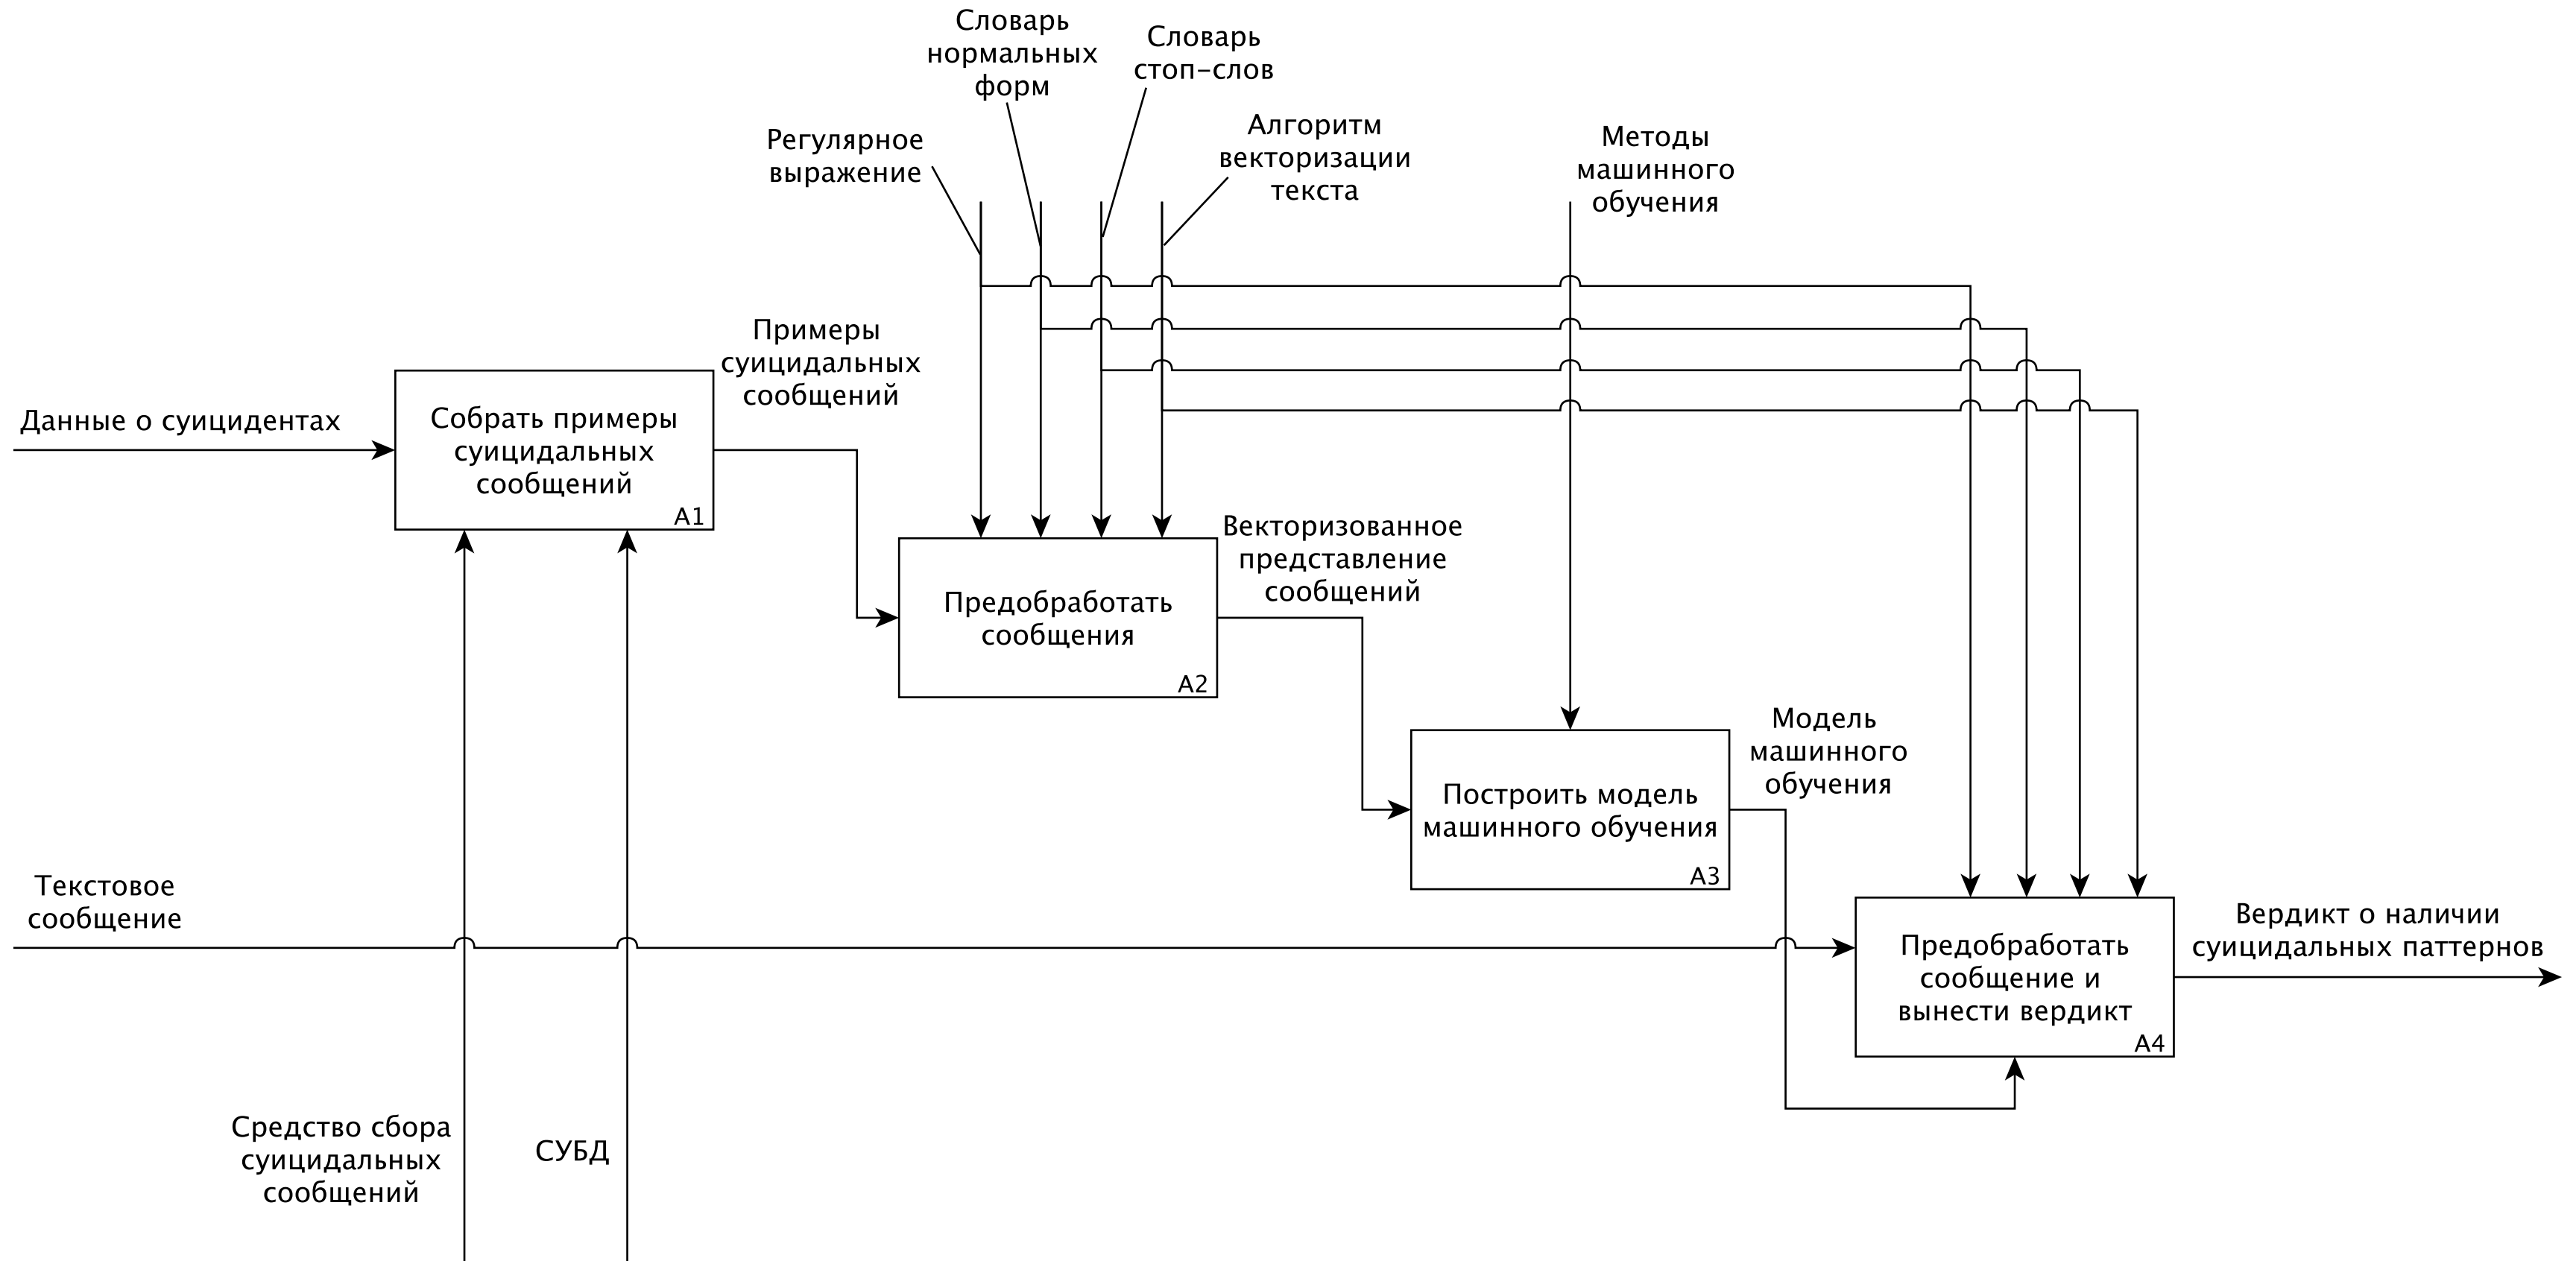 Словарь
нормальных
форм
Словарь
стоп-слов
Регулярное
выражение
Алгоритм
векторизации
текста
Методы
машинного
обучения
Примеры
суицидальных
сообщений
Данные о суицидентах
Собрать примеры
суицидальных
сообщений
A1
Векторизованное
представление
сообщений
Предобработать
сообщения
A2
Модель
машинного
обучения
Построить модель
машинного обучения
A3
Текстовое
сообщение
Предобработать
сообщение и
вынести вердикт
A4
Вердикт о наличии
суицидальных паттернов
Средство сбора
суицидальных
сообщений
СУБД